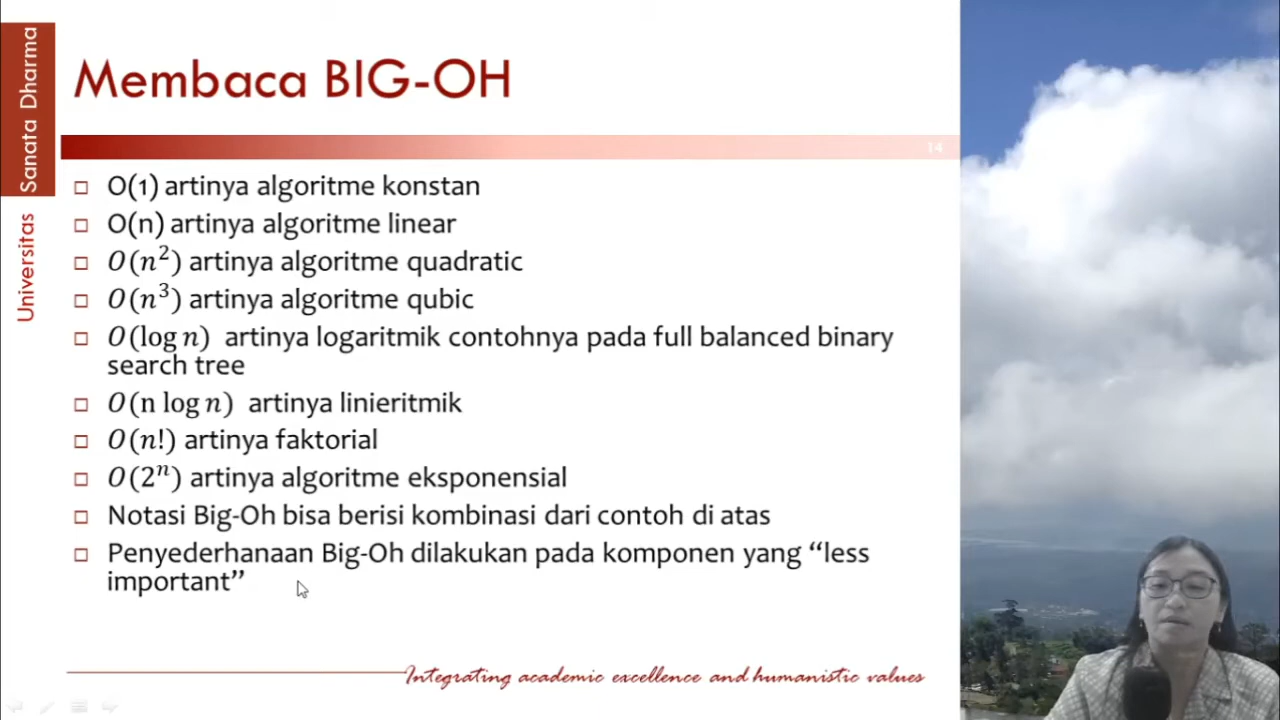 Universitas Sanata Dharma
Membaca BIG-OH
14
O(1) artinya algoritme konstan
O(n) artinya algoritme linear
O(n²) artinya algoritme quadratic
O(n³) artinya algoritme qubic
O(log n) artinya logaritmik contohnya pada full balanced binary
search tree
O(n log n) artinya linieritmik
O(n!) artinya faktorial
O(2ⁿ) artinya algoritme eksponensial
Notasi Big-Oh bisa berisi kombinasi dari contoh di atas
Penyederhanaan Big-Oh dilakukan pada komponen yang “less
important”
Integrating academic excellence and humanistic values